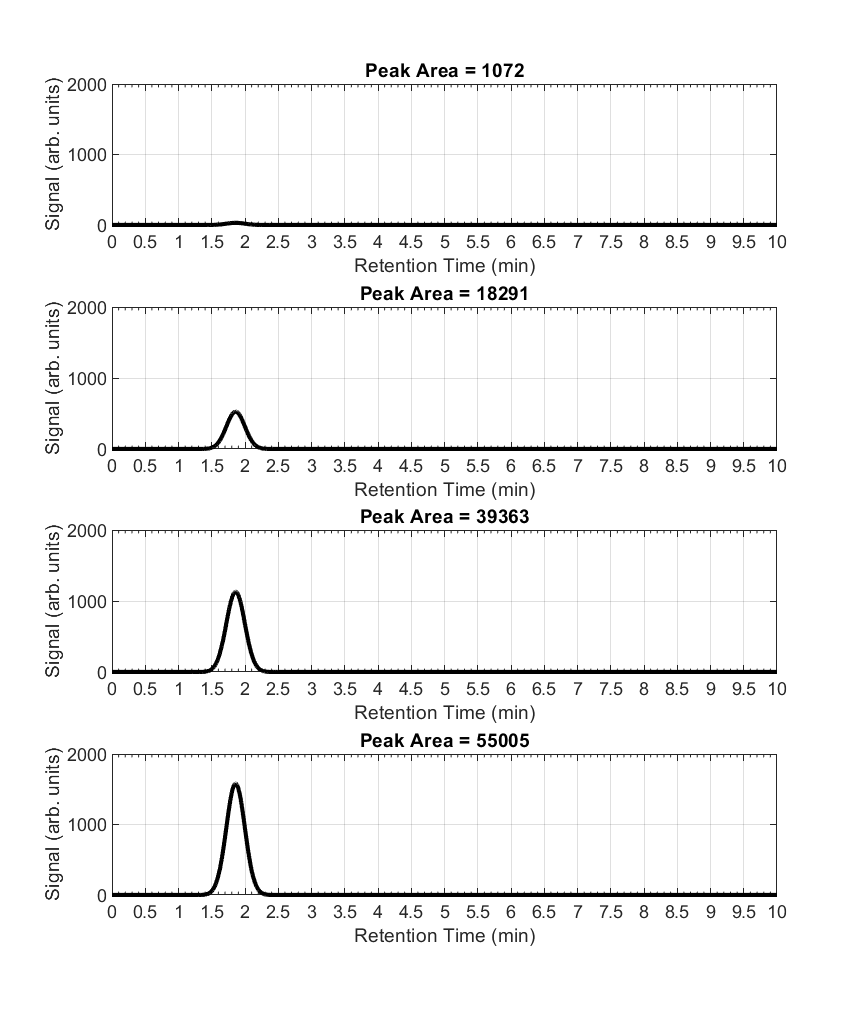 Peak Area = 1072
Signal (arb. units)
2000
1000
0
0 0.5 1 1.5 2 2.5 3 3.5 4 4.5 5 5.5 6 6.5 7 7.5 8 8.5 9 9.5 10
Retention Time (min)
Peak Area = 18291
Signal (arb. units)
2000
1000
0
0 0.5 1 1.5 2 2.5 3 3.5 4 4.5 5 5.5 6 6.5 7 7.5 8 8.5 9 9.5 10
Retention Time (min)
Peak Area = 39363
Signal (arb. units)
2000
1000
0
0 0.5 1 1.5 2 2.5 3 3.5 4 4.5 5 5.5 6 6.5 7 7.5 8 8.5 9 9.5 10
Retention Time (min)
Peak Area = 55005
Signal (arb. units)
2000
1000
0
0 0.5 1 1.5 2 2.5 3 3.5 4 4.5 5 5.5 6 6.5 7 7.5 8 8.5 9 9.5 10
Retention Time (min)